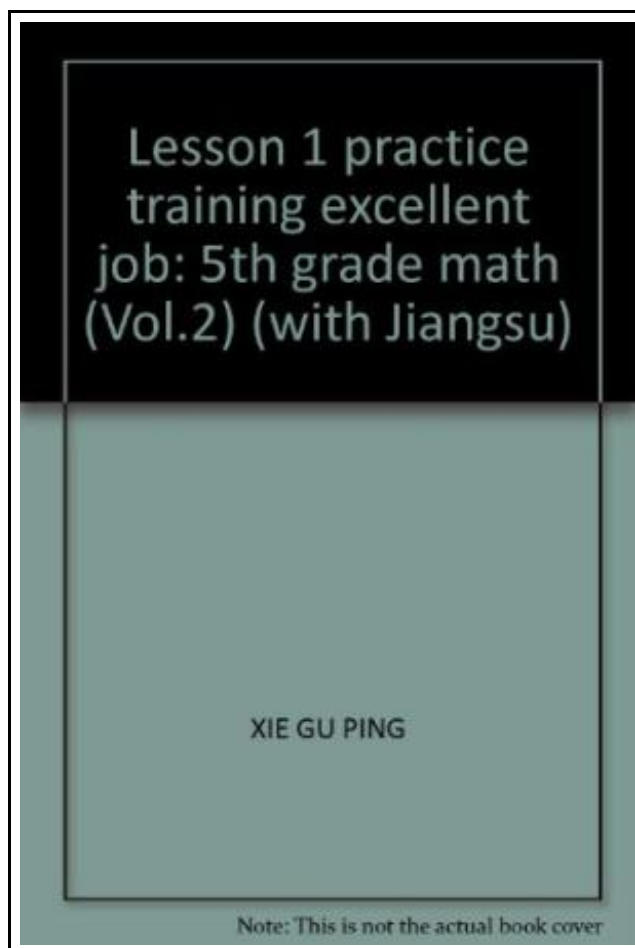 Lesson 1 practice
training excellent
job: 5th grade math
(Vol.2) (with Jiangsu)
XIE GU PING
Note: This is not the actual book cover